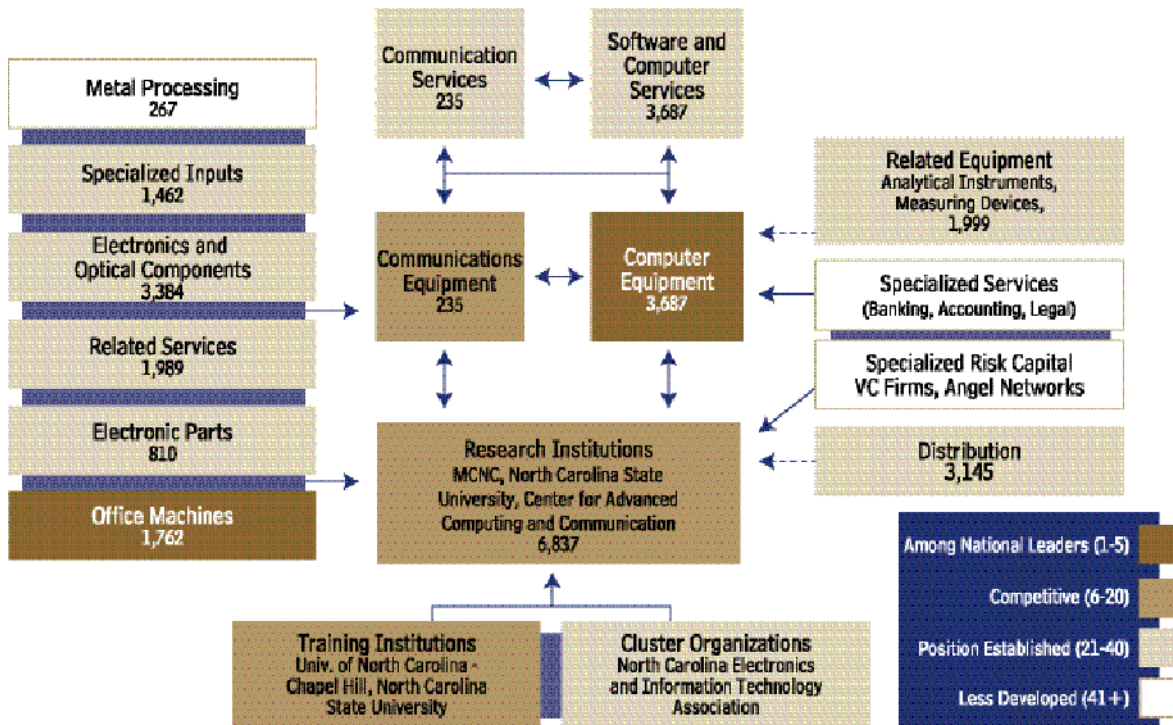 Metal Processing
267
Specialized Inputs
1,462
Electronics and
Optical Components
3,384
Related Services
1,989
Electronic Parts
810
Office Machines
1,762
Communication
Services
235
Software and
Computer
Services
3,687
Communications
Equipment
235
Computer
Equipment
3,687
Related Equipment
Analytical Instruments,
Measuring Devices,
1,999
Specialized Services
(Banking, Accounting, Legal)
Specialized Risk Capital
VC Firms, Angel Networks
Distribution
3,145
Research Institutions
MCNC, North Carolina State
University, Center for Advanced
Computing and Communication
6,837
Training Institutions
Univ. of North Carolina -
Chapel Hill, North Carolina
State University
Cluster Organizations
North Carolina Electronics
and Information Technology
Association
Among National Leaders (1-5)
Competitive (6-20)
Position Established (21-40)
Less Developed (41+)